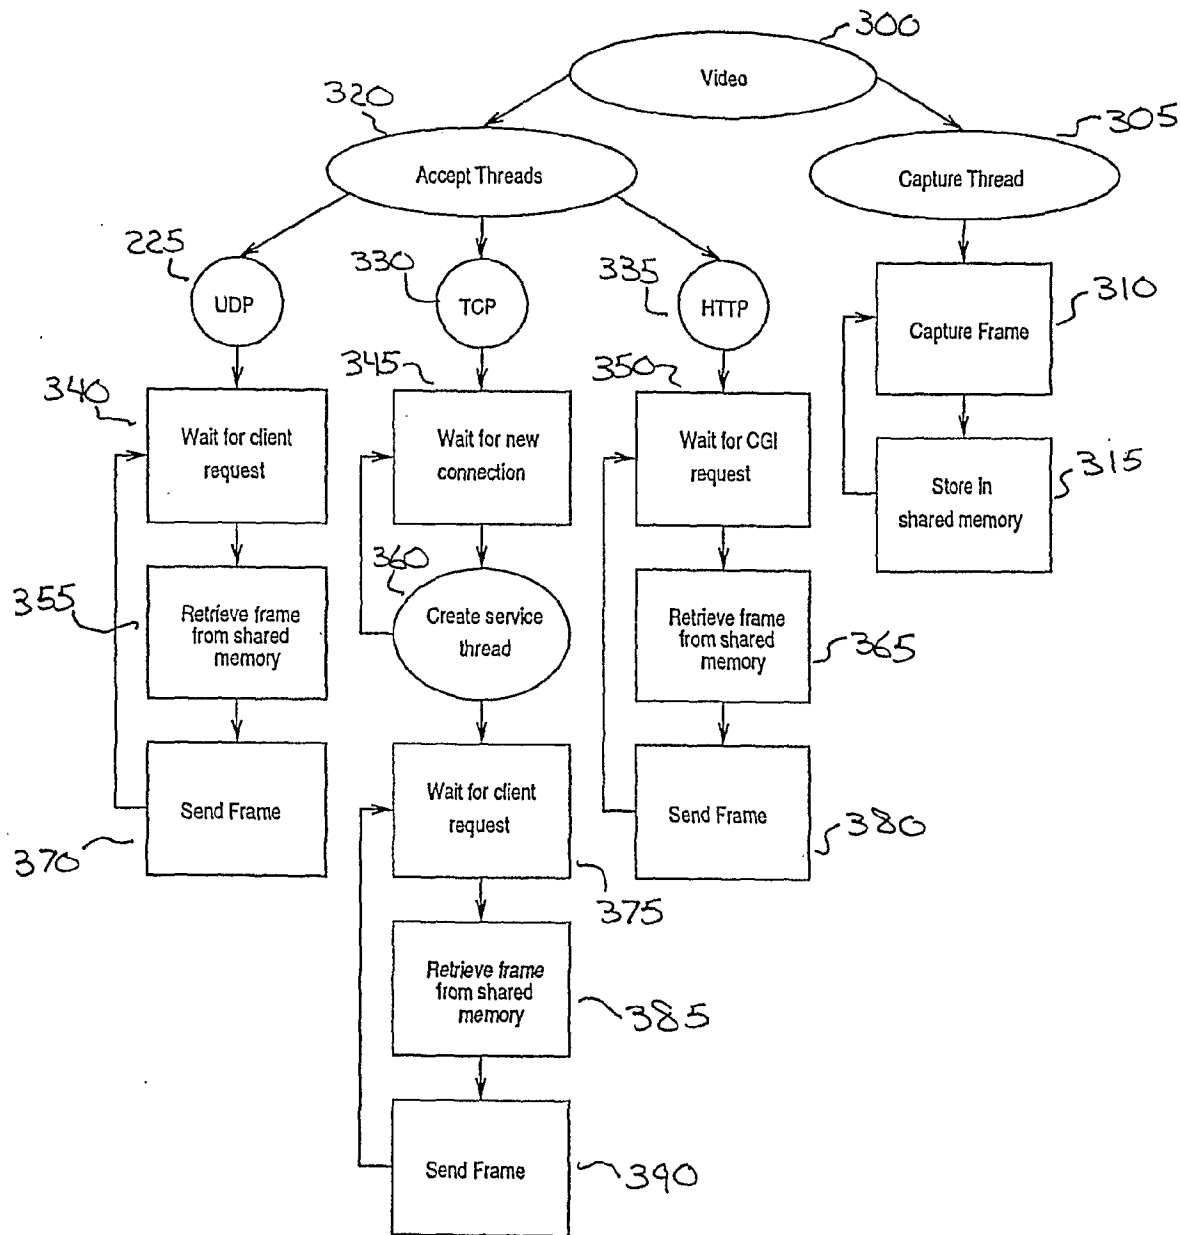 300
Video
320
305
Accept Threads
Capture Thread
225
330
335
UDP
TCP
HTTP
310
Capture Frame
340
345
350
Wait for client
request
Wait for new
connection
Wait for CGI
request
315
Store in
shared memory
360
355
Retrieve frame
from shared
memory
Create service
thread
Retrieve frame
from shared
memory
365
Send Frame
370
Wait for client
request
375
Send Frame
380
Retrieve frame
from shared
memory
385
Send Frame
390